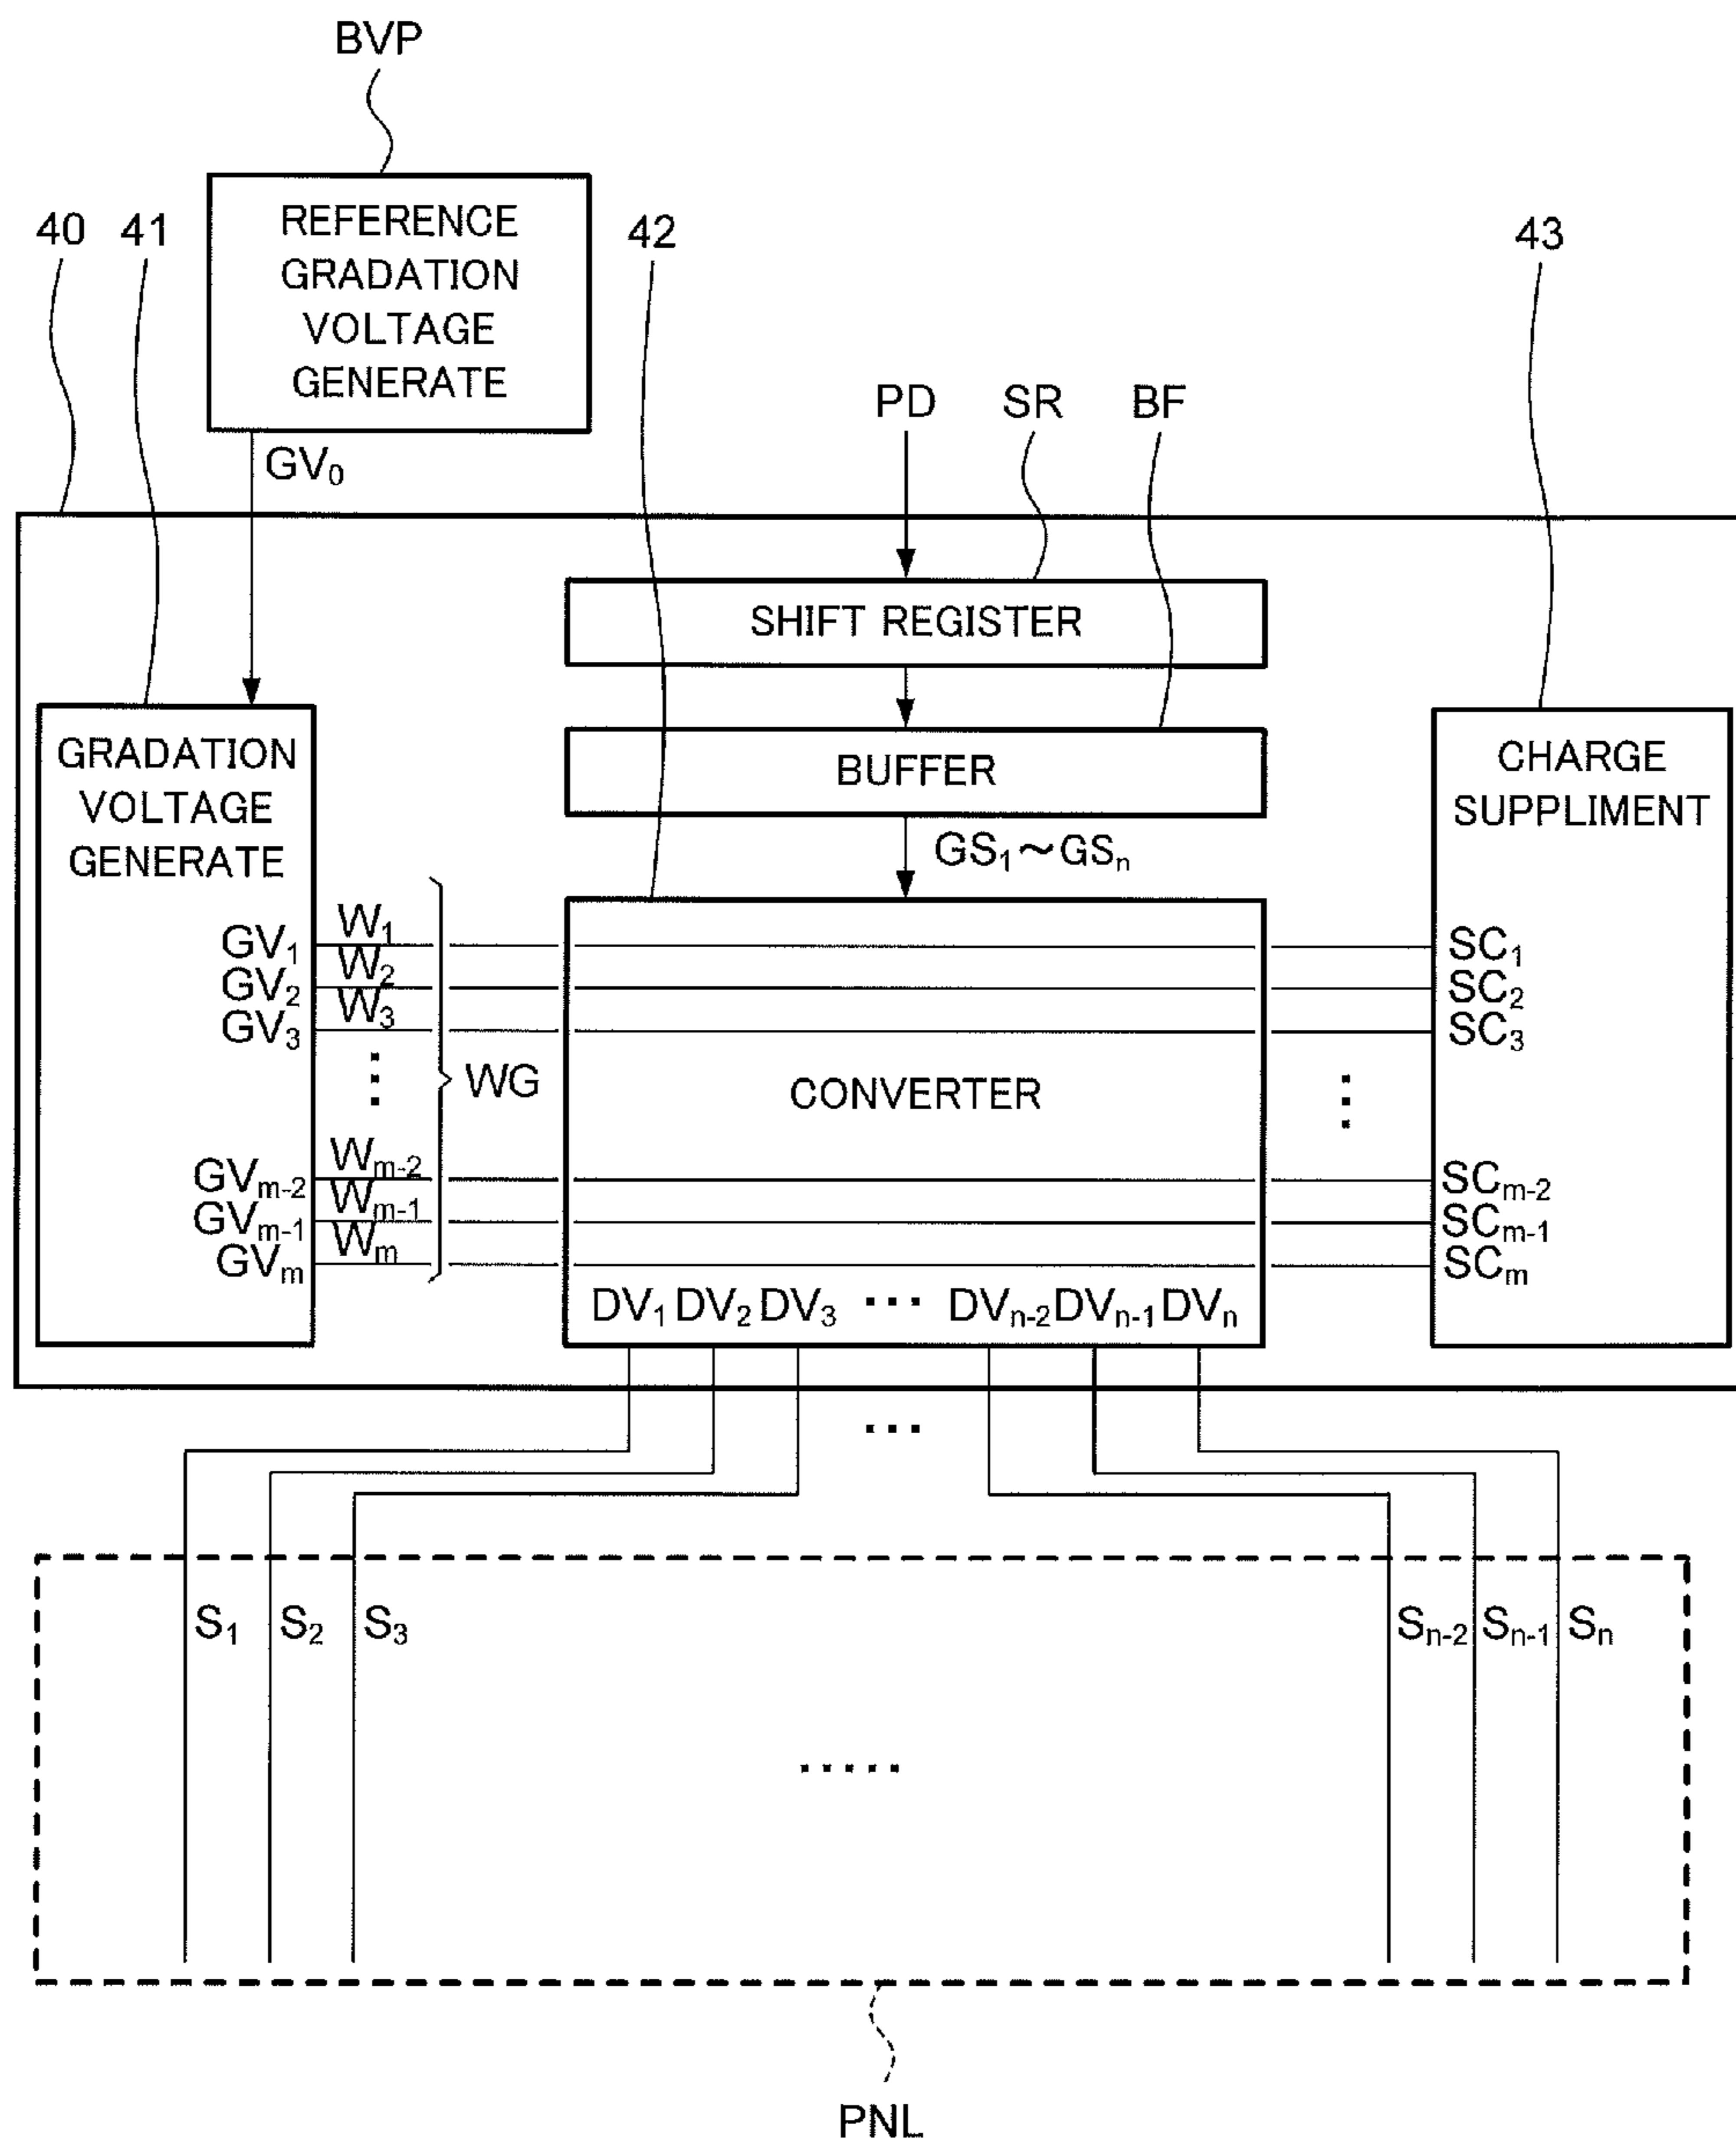 BVP
REFERENCE
GRADATION
VOLTAGE
GENERATE
40
41
42
43
GV₀
PD
SR
BF
SHIFT REGISTER
BUFFER
GS₁~GSₙ
GRADATION
VOLTAGE
GENERATE
CHARGE
SUPPLIMENT
GV₁
W₁
SC₁
GV₂
W₂
SC₂
GV₃
W₃
SC₃
⋮
WG
CONVERTER
⋮
GVₘ₋₂
Wₘ₋₂
SCₘ₋₂
GVₘ₋₁
Wₘ₋₁
SCₘ₋₁
GVₘ
Wₘ
SCₘ
DV₁ DV₂ DV₃ ··· DVₙ₋₂ DVₙ₋₁ DVₙ
···
S₁ S₂ S₃ Sₙ₋₂ Sₙ₋₁ Sₙ
·····
PNL